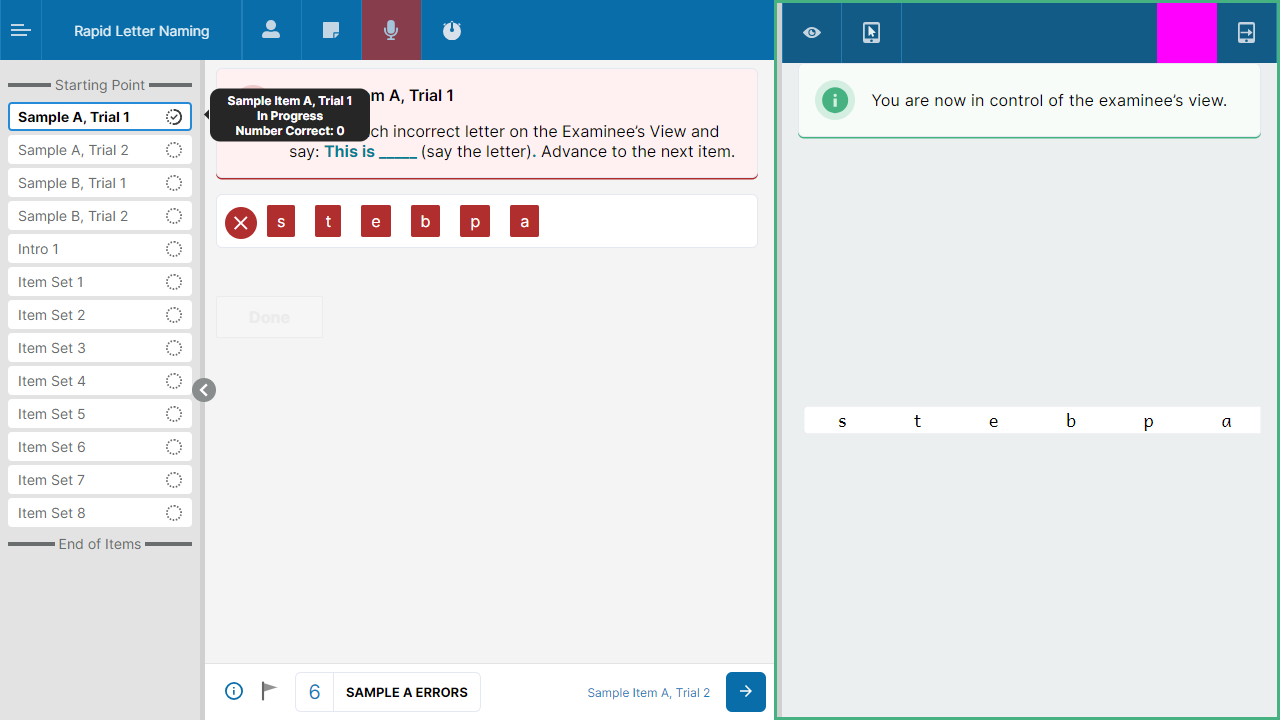 Rapid Letter Naming
Starting Point
Sample A, Trial 1
Sample A, Trial 2
Sample B, Trial 1
Sample B, Trial 2
Intro 1
Item Set 1
Item Set 2
Item Set 3
Item Set 4
Item Set 5
Item Set 6
Item Set 7
Item Set 8
End of Items
Sample Item A, Trial 1
In Progress
Number Correct: 0
m A, Trial 1
ch incorrect letter on the Examinee’s View and
say: This is _____ (say the letter). Advance to the next item.
s t e b p a
Done
6 SAMPLE A ERRORS
Sample Item A, Trial 2
You are now in control of the examinee’s view.
s t e b p a